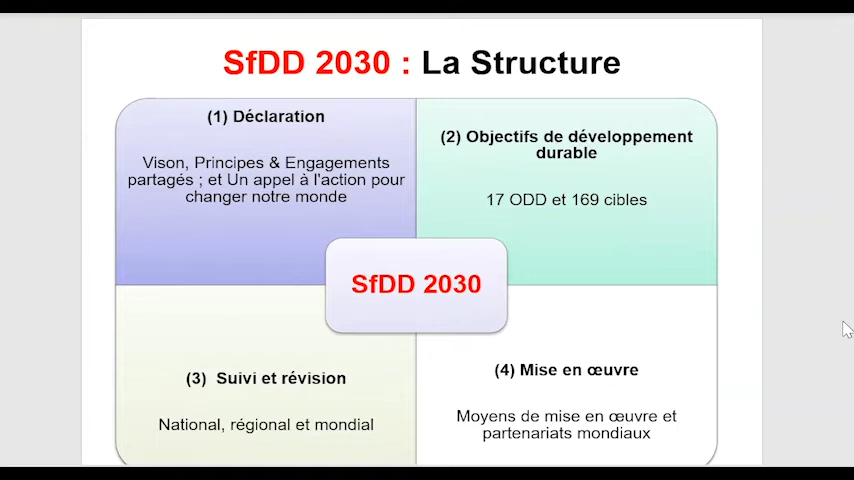 SfDD 2030 : La Structure
(1) Déclaration
Vison, Principes & Engagements
partagés ; et Un appel à l'action pour
changer notre monde
(2) Objectifs de développement
durable
17 ODD et 169 cibles
SfDD 2030
(3) Suivi et révision
National, régional et mondial
(4) Mise en œuvre
Moyens de mise en œuvre et
partenariats mondiaux